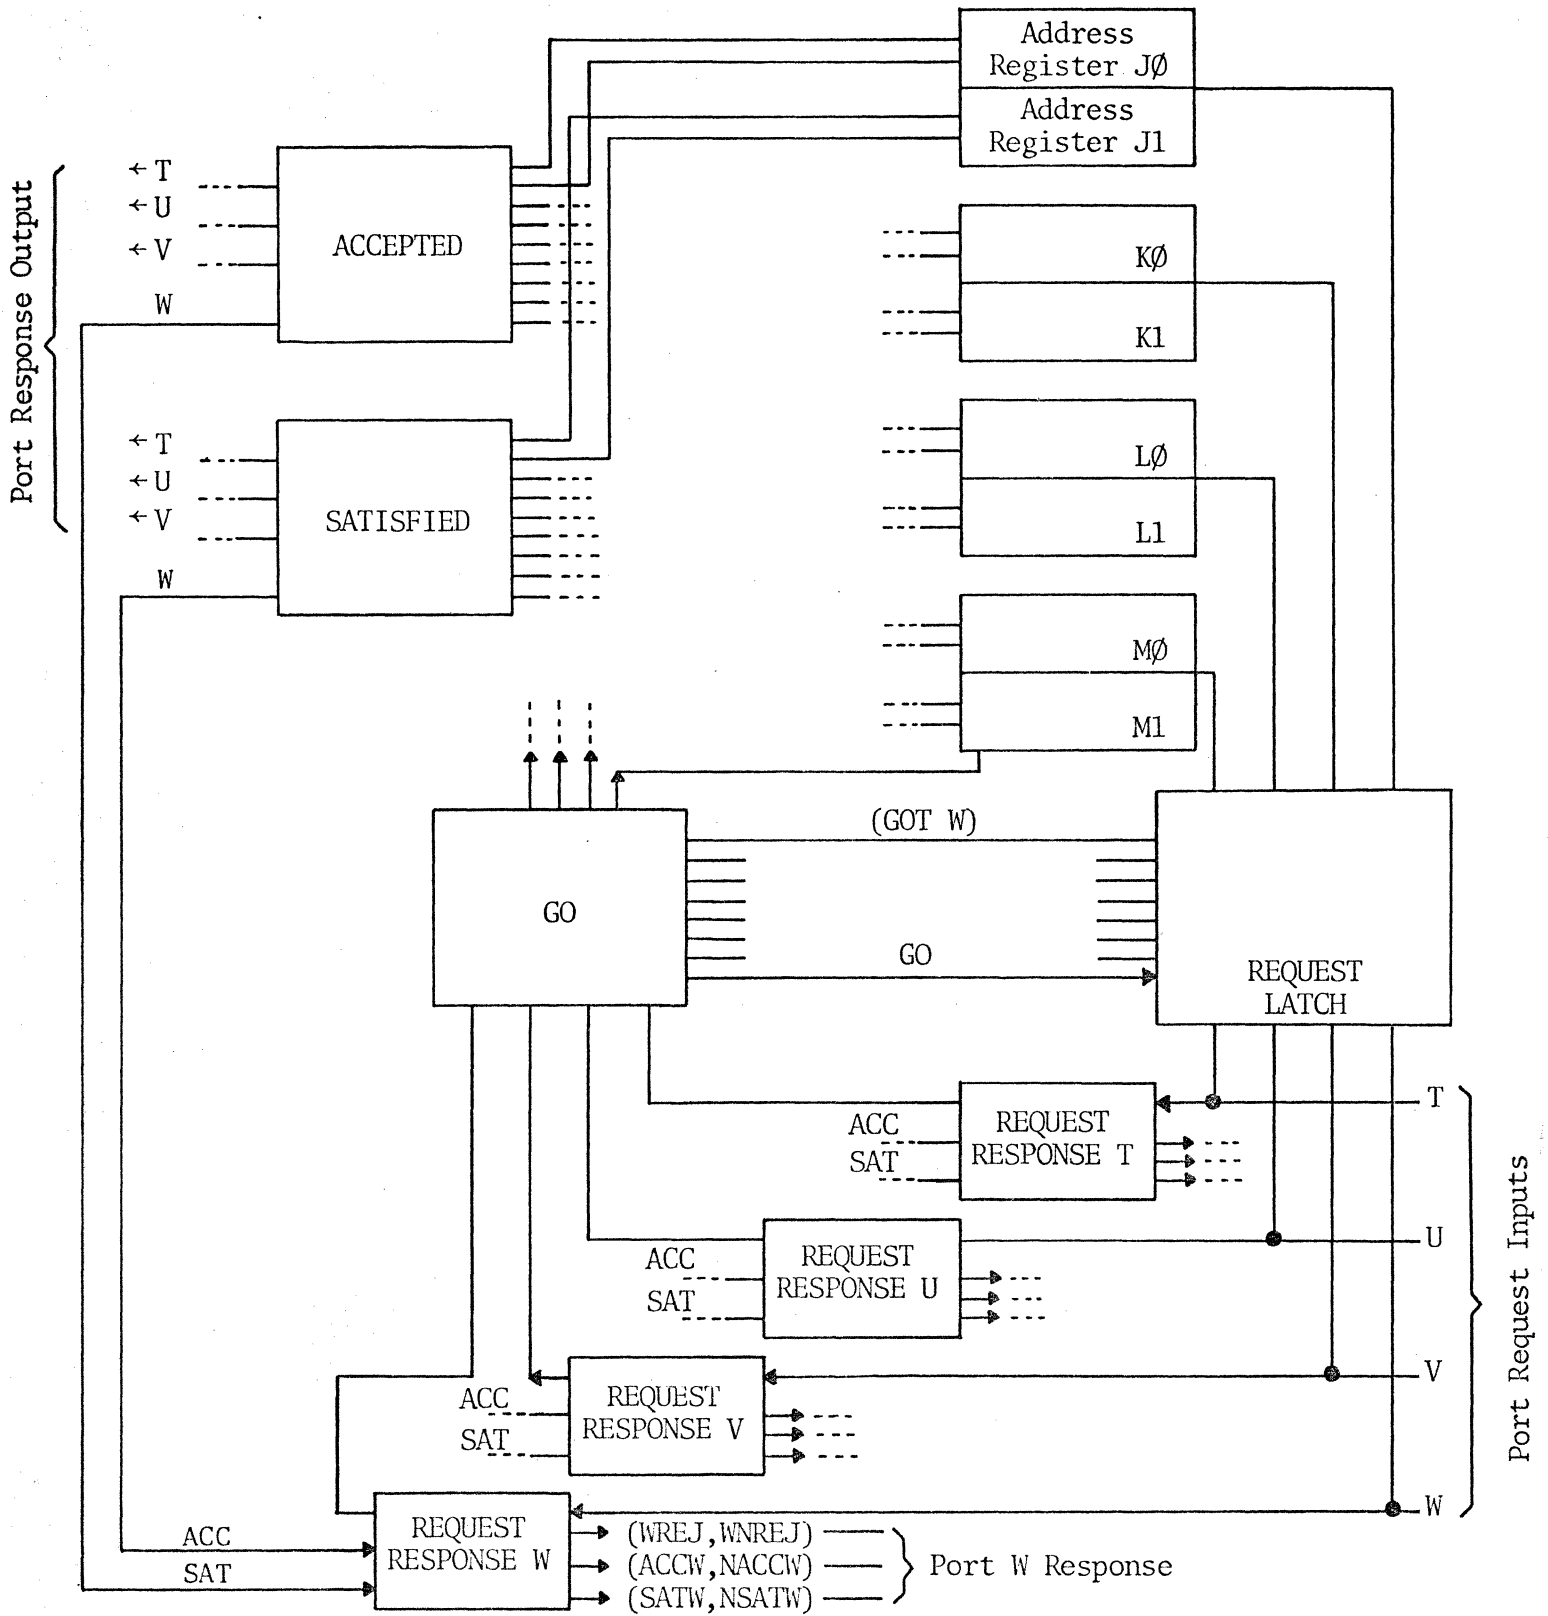 Address
Register JØ
Address
Register J1
Port Response Output
←T
←U
←V
W
ACCEPTED
KØ
K1
←T
←U
←V
W
SATISFIED
LØ
L1
MØ
M1
(GOT W)
GO
GO
REQUEST
LATCH
T
ACC
SAT
REQUEST
RESPONSE T
Port Request Inputs
U
ACC
SAT
REQUEST
RESPONSE U
V
ACC
SAT
REQUEST
RESPONSE V
W
ACC
SAT
REQUEST
RESPONSE W
(WREJ,WNREJ)
(ACCW,NACCW)
(SATW,NSATW)
Port W Response